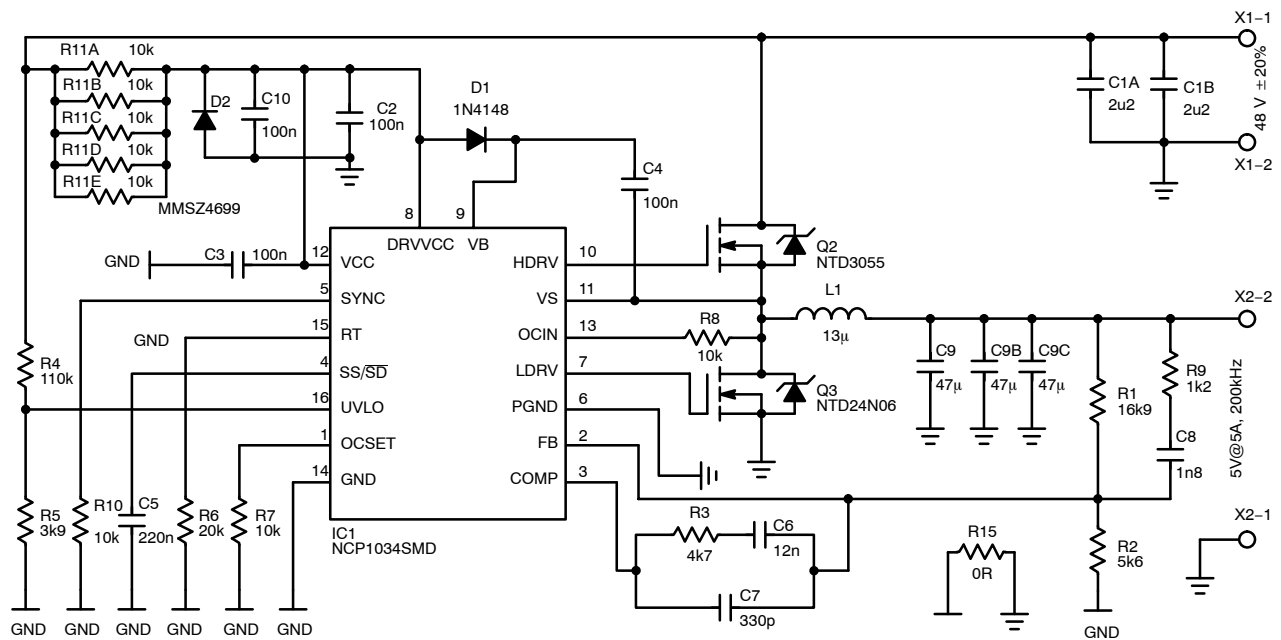 X1-1
R11A 10k
R11B 10k
R11C 10k
R11D 10k
R11E 10k
MMSZ4699
D2
C10
100n
C2
100n
D1
1N4148
C4
100n
C1A
2u2
C1B
2u2
48 V ±20%
X1-2
8
9
DRVVCC
VB
GND
C3
100n
12
VCC
HDRV
10
Q2
NTD3055
5
SYNC
VS
11
L1
13μ
X2-2
15
RT
GND
OCIN
13
R8
10k
4
SS/SD
LDRV
7
Q3
NTD24N06
16
UVLO
PGND
6
1
OCSET
FB
2
14
GND
COMP
3
R4
110k
C9
47μ
C9B
47μ
C9C
47μ
R1
16k9
R9
1k2
C8
1n8
5V@5A, 200kHz
R5
3k9
R10
10k
C5
220n
R6
20k
R7
10k
IC1
NCP1034SMD
R3
4k7
C6
12n
C7
330p
R15
0R
R2
5k6
X2-1
GND
GND
GND
GND
GND
GND
GND